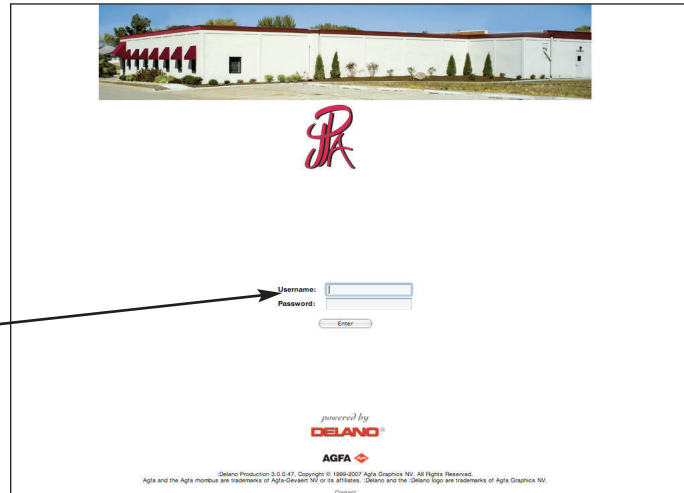 JPA
Username:
Password:
Enter
powered by
DELANO®
AGFA
:Delano Production 3.0.0.47, Copyright © 1999-2007 Agfa Graphics NV. All Rights Reserved.
Agfa and the Agfa rhombus are trademarks of Agfa-Gevaert NV or its affiliates. :Delano and the :Delano logo are trademarks of Agfa Graphics NV.
Contact